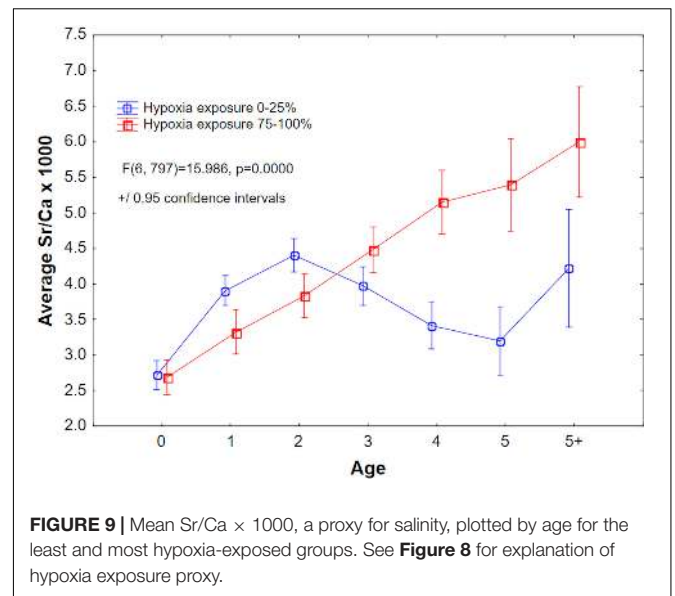 7.5
7.0
6.5
6.0
5.5
5.0
4.5
4.0
3.5
3.0
2.5
2.0
Average Sr/Ca x 1000
Hypoxia exposure 0-25%
Hypoxia exposure 75-100%
F(6, 797)=15.986, p=0.0000
+/ 0.95 confidence intervals
0 1 2 3 4 5 5+
Age
FIGURE 9 | Mean Sr/Ca × 1000, a proxy for salinity, plotted by age for the
least and most hypoxia-exposed groups. See Figure 8 for explanation of
hypoxia exposure proxy.